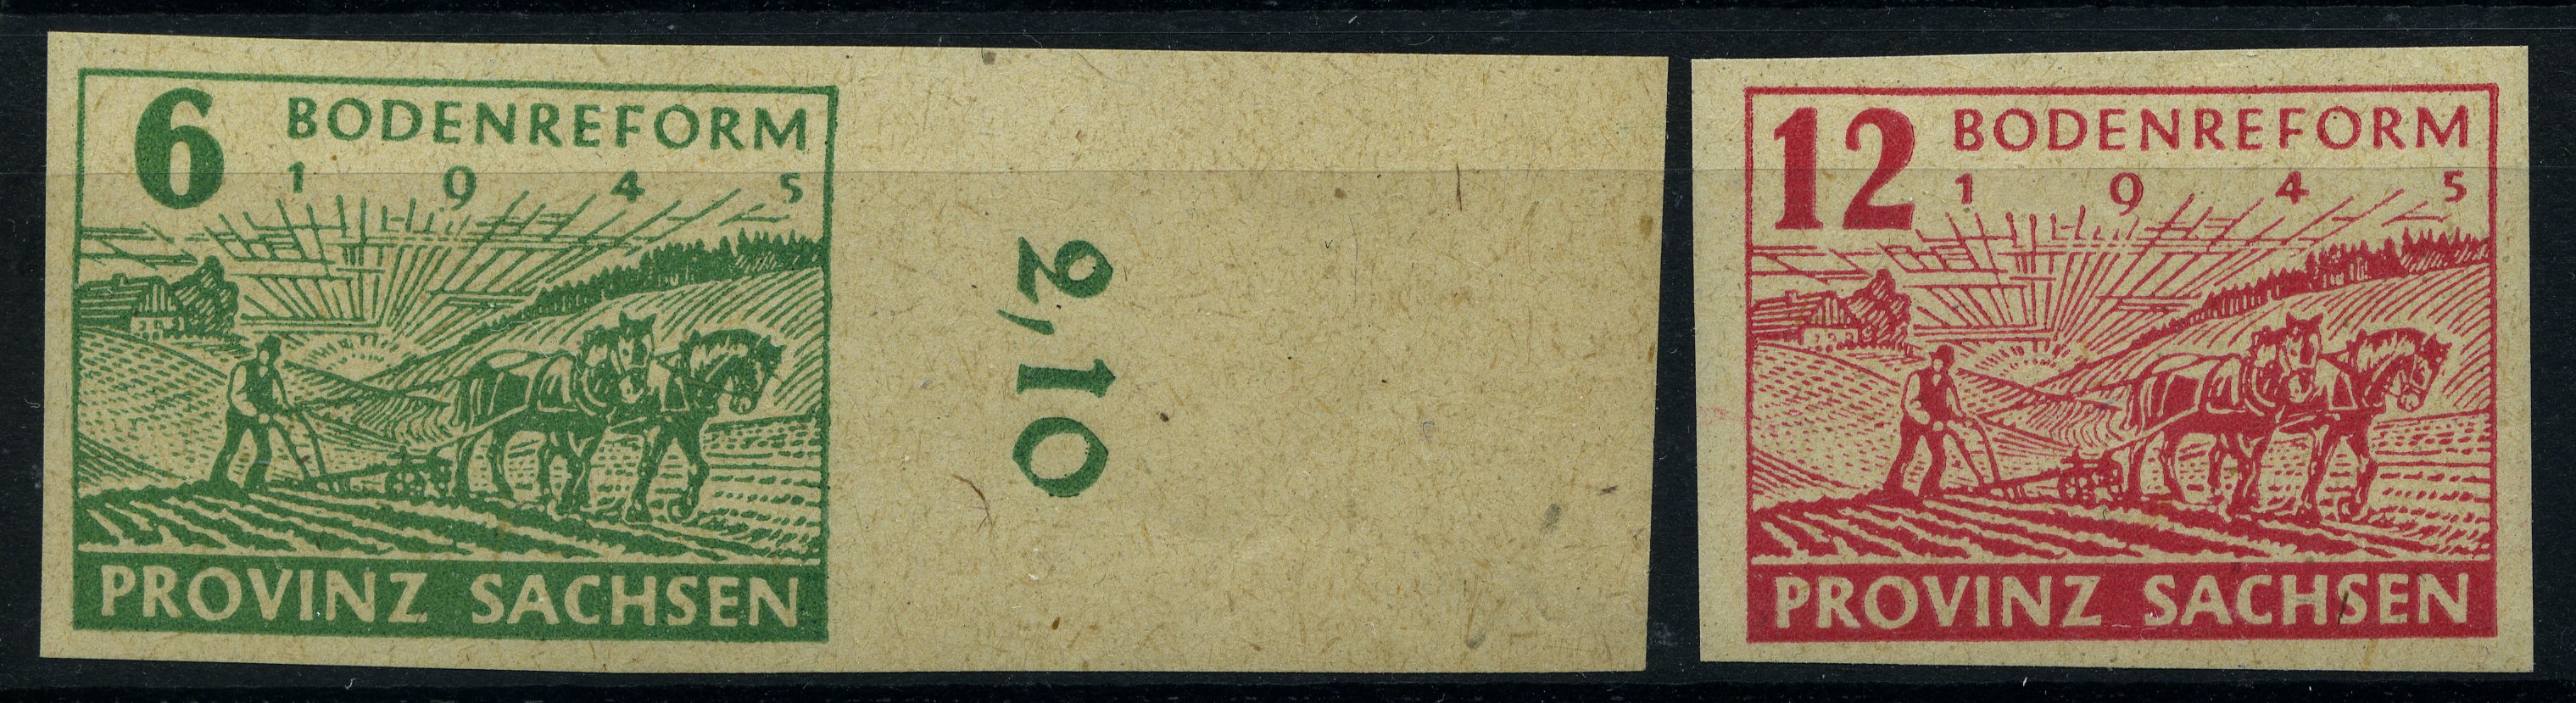 6 BODENREFORM
1 9 4 5
PROVINZ SACHSEN
2,10
12 BODENREFORM
1 9 4 5
PROVINZ SACHSEN